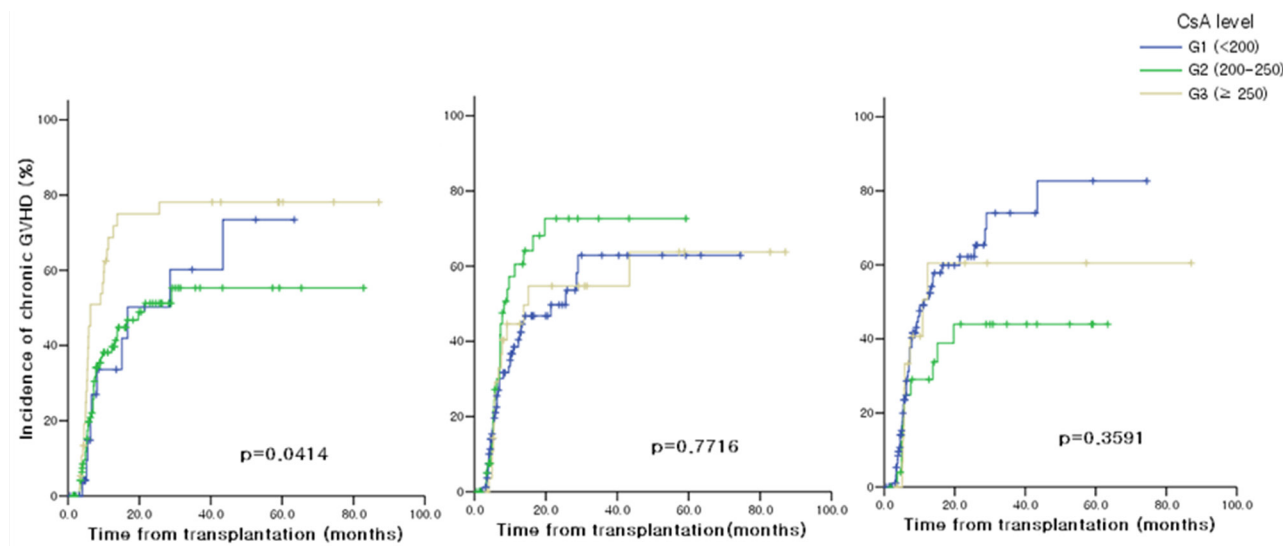 CsA level
G1 (<200)
G2 (200-250)
G3 (≥ 250)
Incidence of chronic GVHD (%)
100
80
60
40
20
0
p=0.0414
0.0 20.0 40.0 60.0 80.0 100.0
Time from transplantation (months)
100
80
60
40
20
0
p=0.7716
0.0 20.0 40.0 60.0 80.0 100.0
Time from transplantation(months)
100
80
60
40
20
0
p=0.3591
0.0 20.0 40.0 60.0 80.0 100.0
Time from transplantation (months)